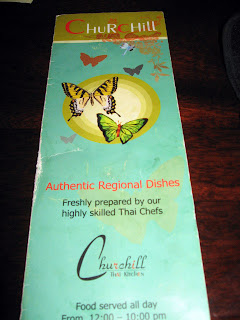 CHURCHILL
Authentic Regional Dishes
Freshly prepared by our
highly skilled Thai Chefs
Churchill
Thai Kitchen
Food served all day
From 12:00 – 10:00 pm